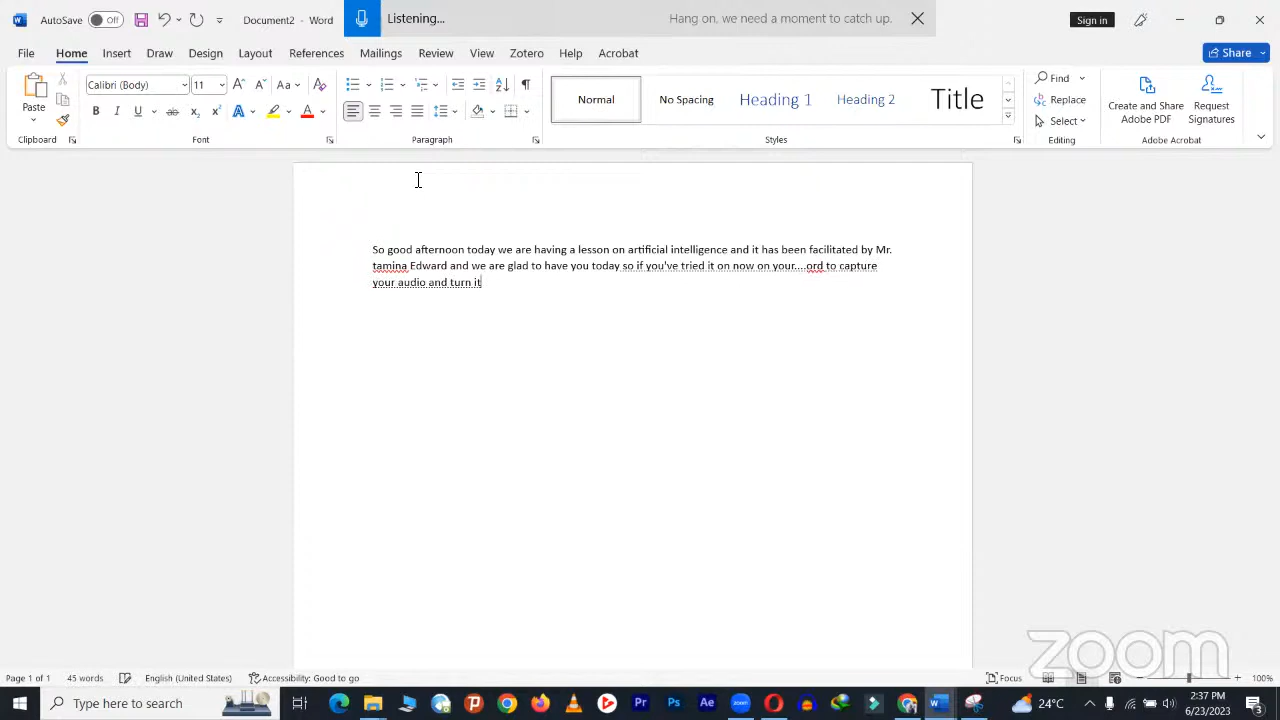 AutoSave Off Document2 - Word Listening... Hang on, we need a moment to catch up. Sign in
File Home Insert Draw Design Layout References Mailings Review View Zotero Help Acrobat Share
Calibri (Body) 11 Aa
Paste
B I U ab x₂ x² A A
Normal No Spacing Heading 1 Heading 2 Title
Find
Replace
Select
Create and Share Adobe PDF
Request Signatures
Clipboard Font Paragraph Styles Editing Adobe Acrobat
So good afternoon today we are having a lesson on artificial intelligence and it has been facilitated by Mr.
tamina Edward and we are glad to have you today so if you've tried it on now on your....ord to capture
your audio and turn it
zoom
Page 1 of 1 45 words English (United States) Accessibility: Good to go Focus 100%
Type here to search 24°C 2:37 PM
6/23/2023